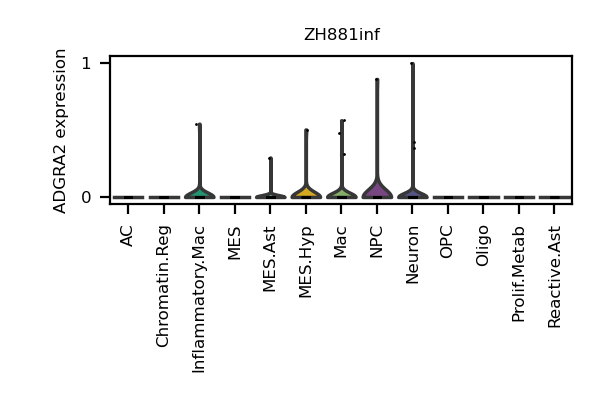 ZH881inf
ADGRA2 expression
1
0
AC
Chromatin.Reg
Inflammatory.Mac
MES
MES.Ast
MES.Hyp
Mac
NPC
Neuron
OPC
Oligo
Prolif.Metab
Reactive.Ast